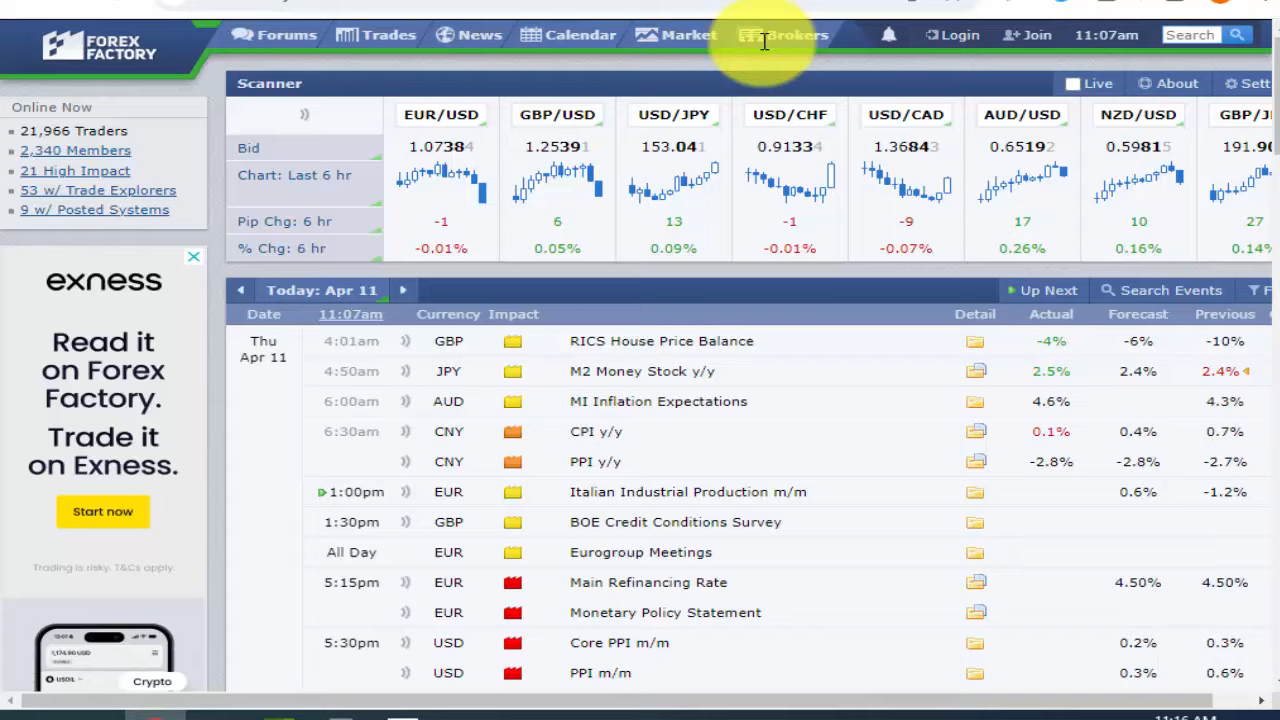 FOREX FACTORY
Forums Trades News Calendar Market Brokers Login Join 11:07am Search
Online Now
21,966 Traders
2,340 Members
21 High Impact
53 w/ Trade Explorers
9 w/ Posted Systems
exness
Read it
on Forex
Factory.
Trade it
on Exness.
Start now
Trading is risk. T&Cs apply.
Crypto
Scanner Live About
EUR/USD GBP/USD USD/JPY USD/CHF USD/CAD AUD/USD NZD/USD
Bid 1.07384 1.25391 153.041 0.91334 1.36843 0.65192 0.59815 191.90
Chart: Last 6 hr
Pip Chg: 6 hr -1 6 13 -1 -9 17 10 27
% Chg: 6 hr -0.01% 0.05% 0.09% -0.01% -0.07% 0.26% 0.16% 0.14%
Today: Apr 11 Up Next Search Events
Date 11:07am Currency Impact Detail Actual Forecast Previous
Thu
Apr 11
4:01am GBP RICS House Price Balance -4% -6% -10%
4:50am JPY M2 Money Stock y/y 2.5% 2.4% 2.4%
6:00am AUD MI Inflation Expectations 4.6% 4.3%
6:30am CNY CPI y/y 0.1% 0.4% 0.7%
CNY PPI y/y -2.8% -2.8% -2.7%
1:00pm EUR Italian Industrial Production m/m 0.6% -1.2%
1:30pm GBP BOE Credit Conditions Survey
All Day EUR Eurogroup Meetings
5:15pm EUR Main Refinancing Rate 4.50% 4.50%
EUR Monetary Policy Statement
5:30pm USD Core PPI m/m 0.2% 0.3%
USD PPI m/m 0.3% 0.6%